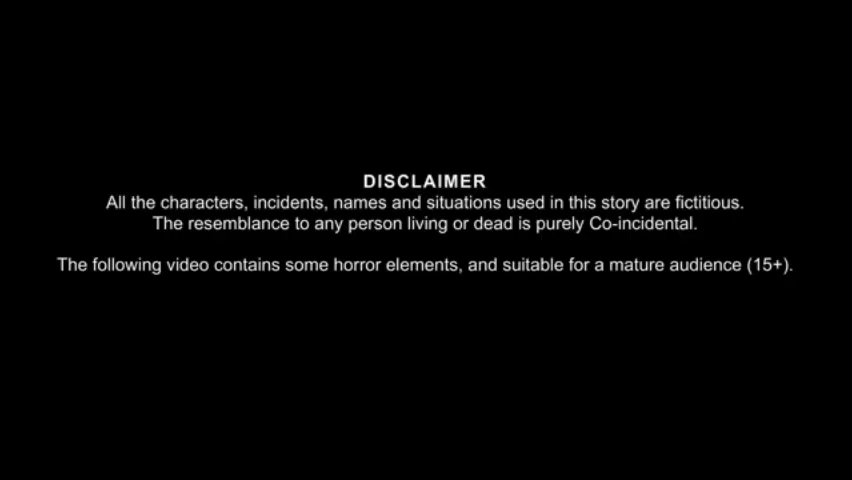 DISCLAIMER
All the characters, incidents, names and situations used in this story are fictitious.
The resemblance to any person living or dead is purely Co-incidental.
The following video contains some horror elements, and suitable for a mature audience (15+).